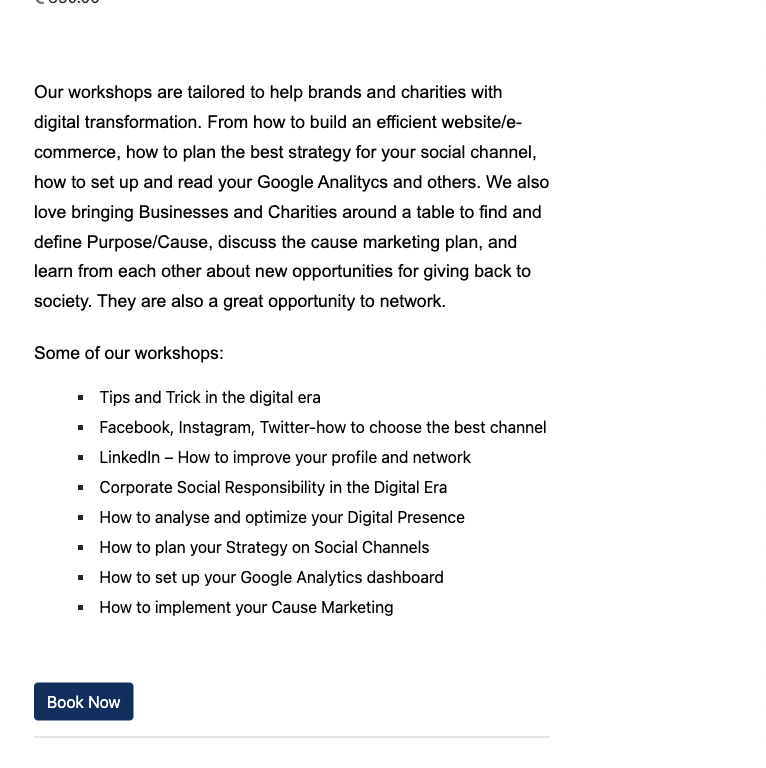 Our workshops are tailored to help brands and charities with
digital transformation. From how to build an efficient website/e-
commerce, how to plan the best strategy for your social channel,
how to set up and read your Google Analitycs and others. We also
love bringing Businesses and Charities around a table to find and
define Purpose/Cause, discuss the cause marketing plan, and
learn from each other about new opportunities for giving back to
society. They are also a great opportunity to network.
Some of our workshops:
▪ Tips and Trick in the digital era
▪ Facebook, Instagram, Twitter-how to choose the best channel
▪ LinkedIn – How to improve your profile and network
▪ Corporate Social Responsibility in the Digital Era
▪ How to analyse and optimize your Digital Presence
▪ How to plan your Strategy on Social Channels
▪ How to set up your Google Analytics dashboard
▪ How to implement your Cause Marketing
Book Now